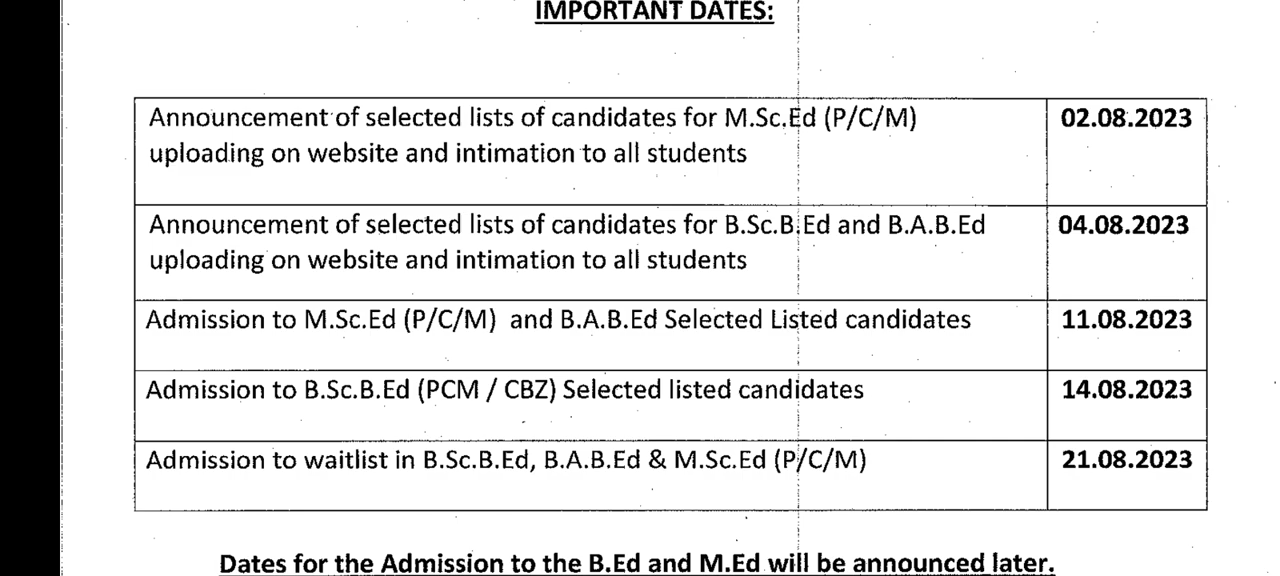 IMPORTANT DATES:
Announcement of selected lists of candidates for M.Sc.Ed (P/C/M) 02.08.2023
uploading on website and intimation to all students
Announcement of selected lists of candidates for B.Sc.B.Ed and B.A.B.Ed 04.08.2023
uploading on website and intimation to all students
Admission to M.Sc.Ed (P/C/M) and B.A.B.Ed Selected Listed candidates 11.08.2023
Admission to B.Sc.B.Ed (PCM / CBZ) Selected listed candidates 14.08.2023
Admission to waitlist in B.Sc.B.Ed, B.A.B.Ed & M.Sc.Ed (P/C/M) 21.08.2023
Dates for the Admission to the B.Ed and M.Ed will be announced later.